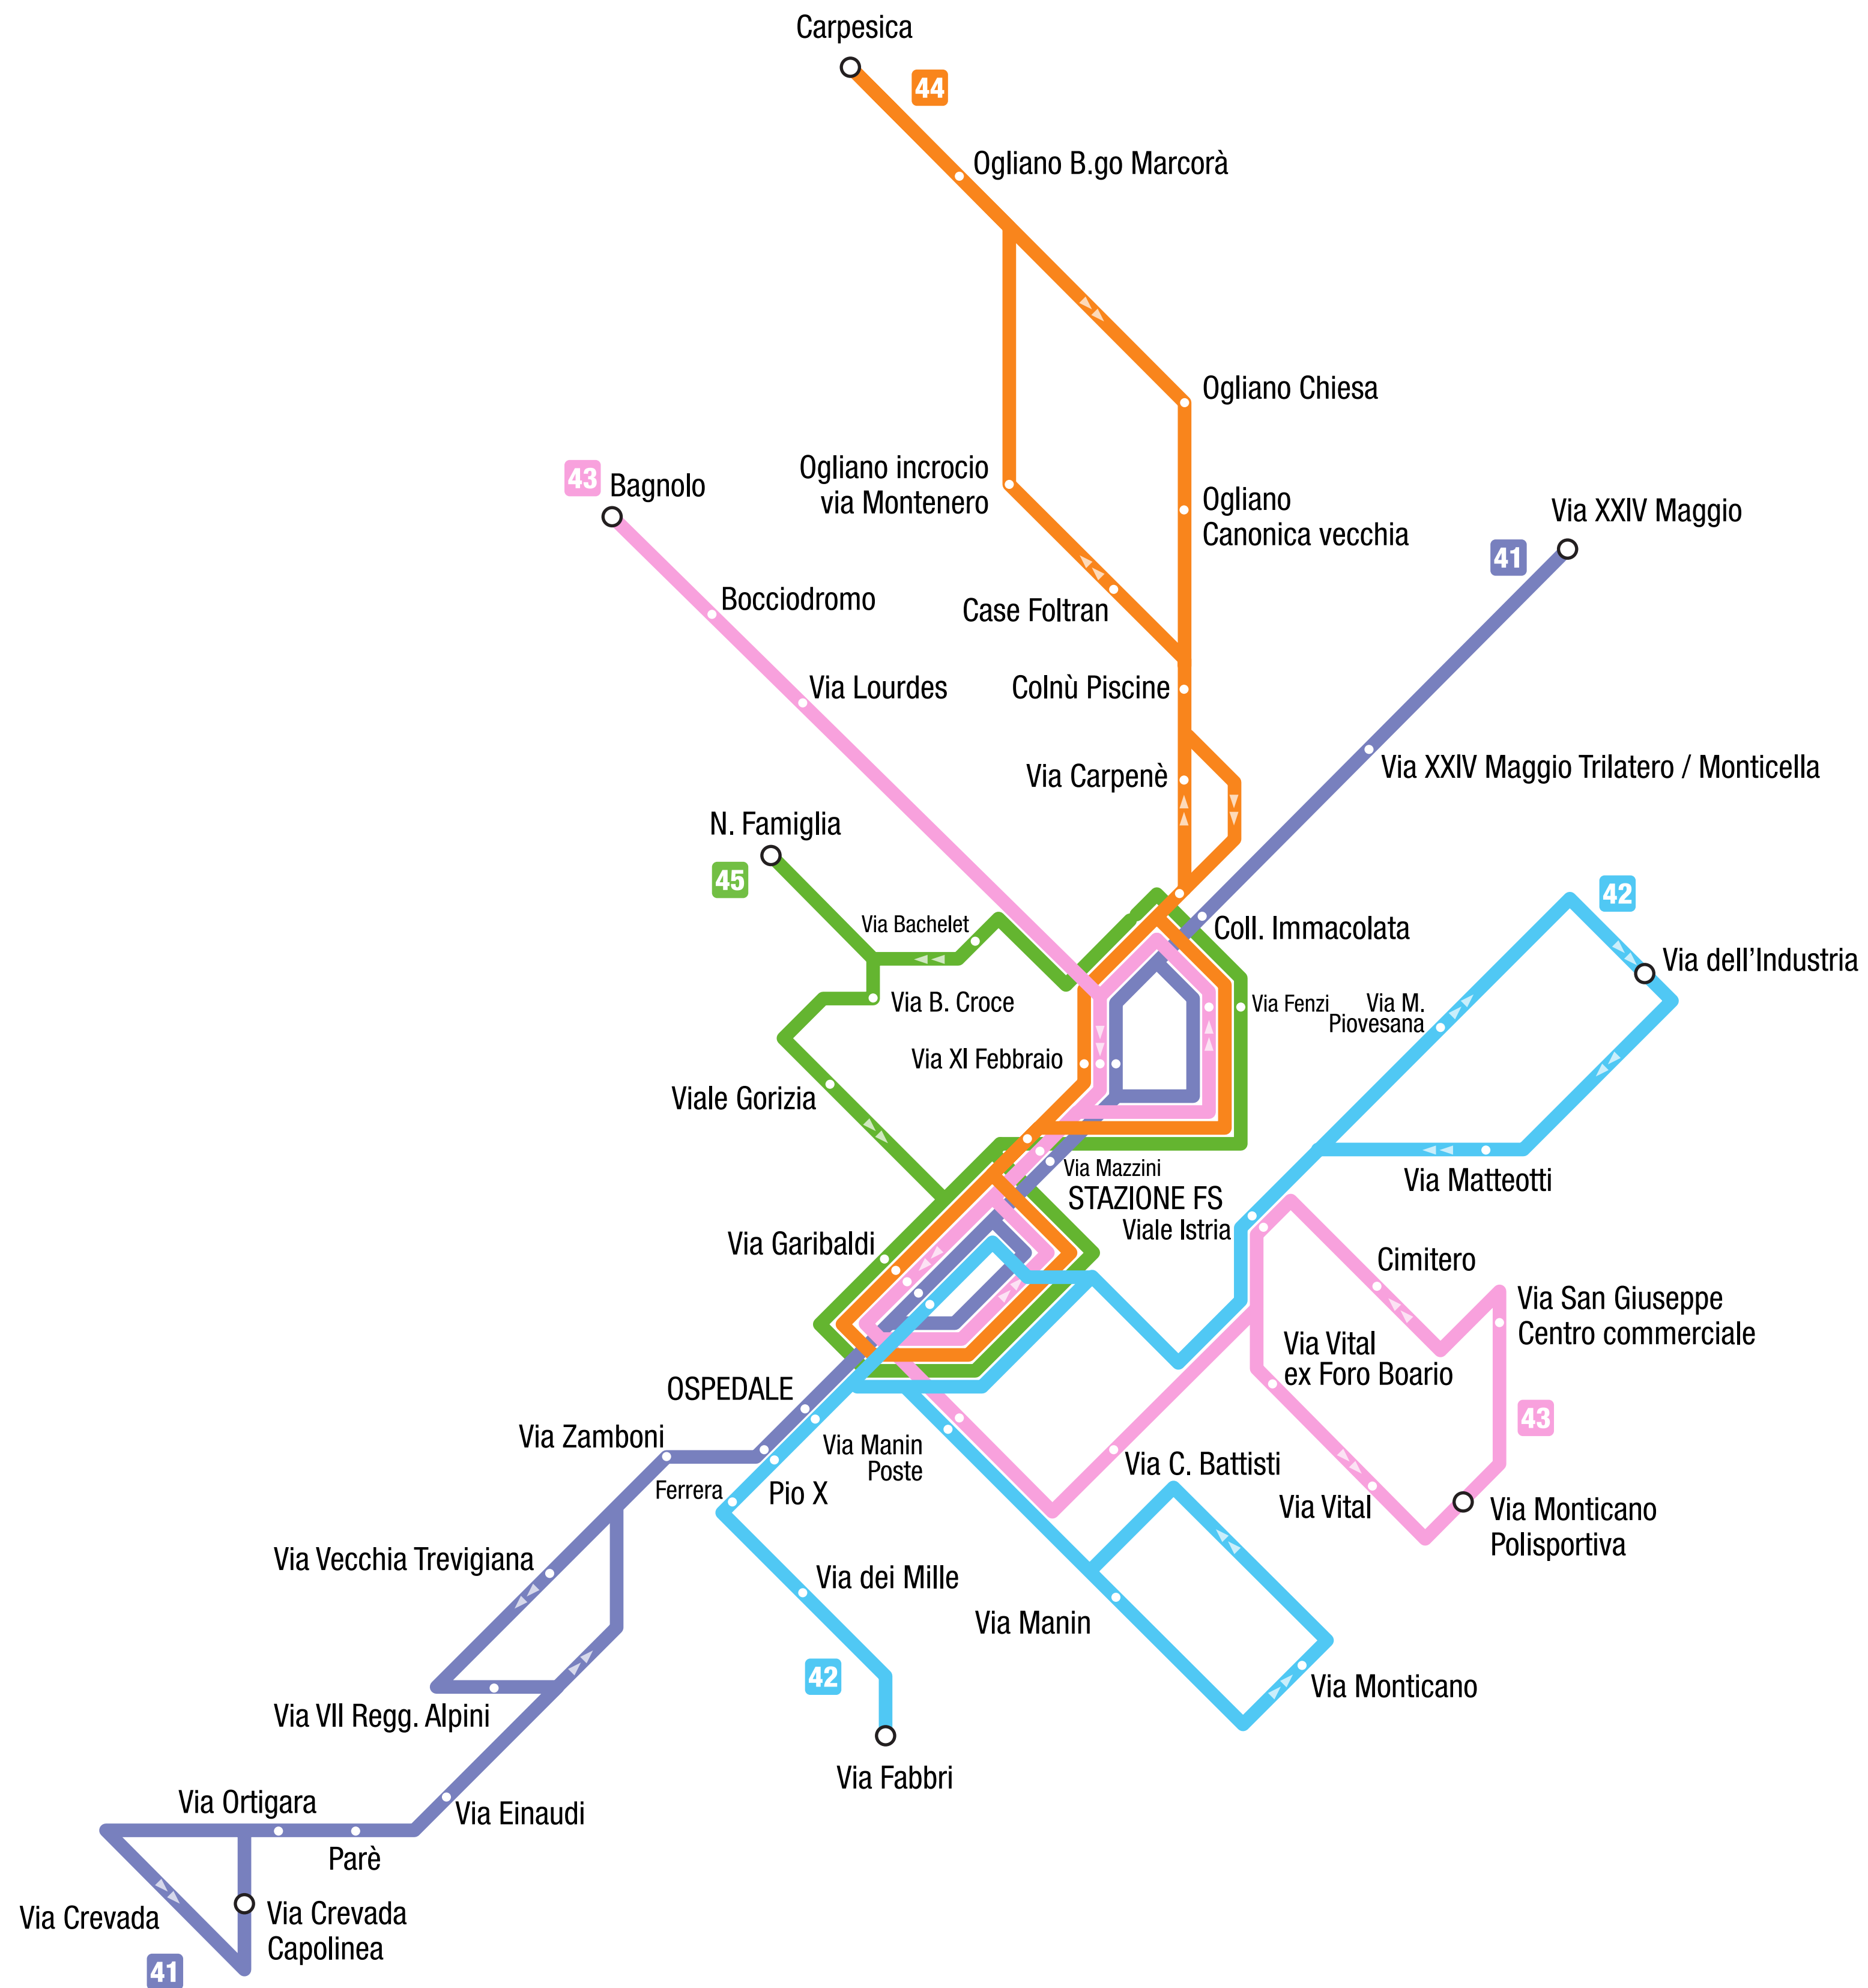 Carpesica
44
Ogliano B.go Marcorà
Ogliano Chiesa
Ogliano incrocio
via Montenero
43
Bagnolo
Ogliano
Canonica vecchia
Via XXIV Maggio
41
Bocciodromo
Case Foltran
Via Lourdes
Colnù Piscine
Via Carpenè
Via XXIV Maggio Trilatero / Monticella
N. Famiglia
45
42
Via Bachelet
Coll. Immacolata
Via dell'Industria
Via B. Croce
Via Fenzi
Via M.
Piovesana
Via XI Febbraio
Viale Gorizia
Via Mazzini
STAZIONE FS
Via Matteotti
Viale Istria
Via Garibaldi
Cimitero
Via San Giuseppe
Centro commerciale
Via Vital
ex Foro Boario
OSPEDALE
43
Via Zamboni
Via Manin
Poste
Via C. Battisti
Ferrera
Pio X
Via Vital
Via Monticano
Polisportiva
Via Vecchia Trevigiana
Via dei Mille
Via Manin
42
Via Monticano
Via VII Regg. Alpini
Via Fabbri
Via Ortigara
Via Einaudi
Parè
Via Crevada
Via Crevada
Capolinea
41